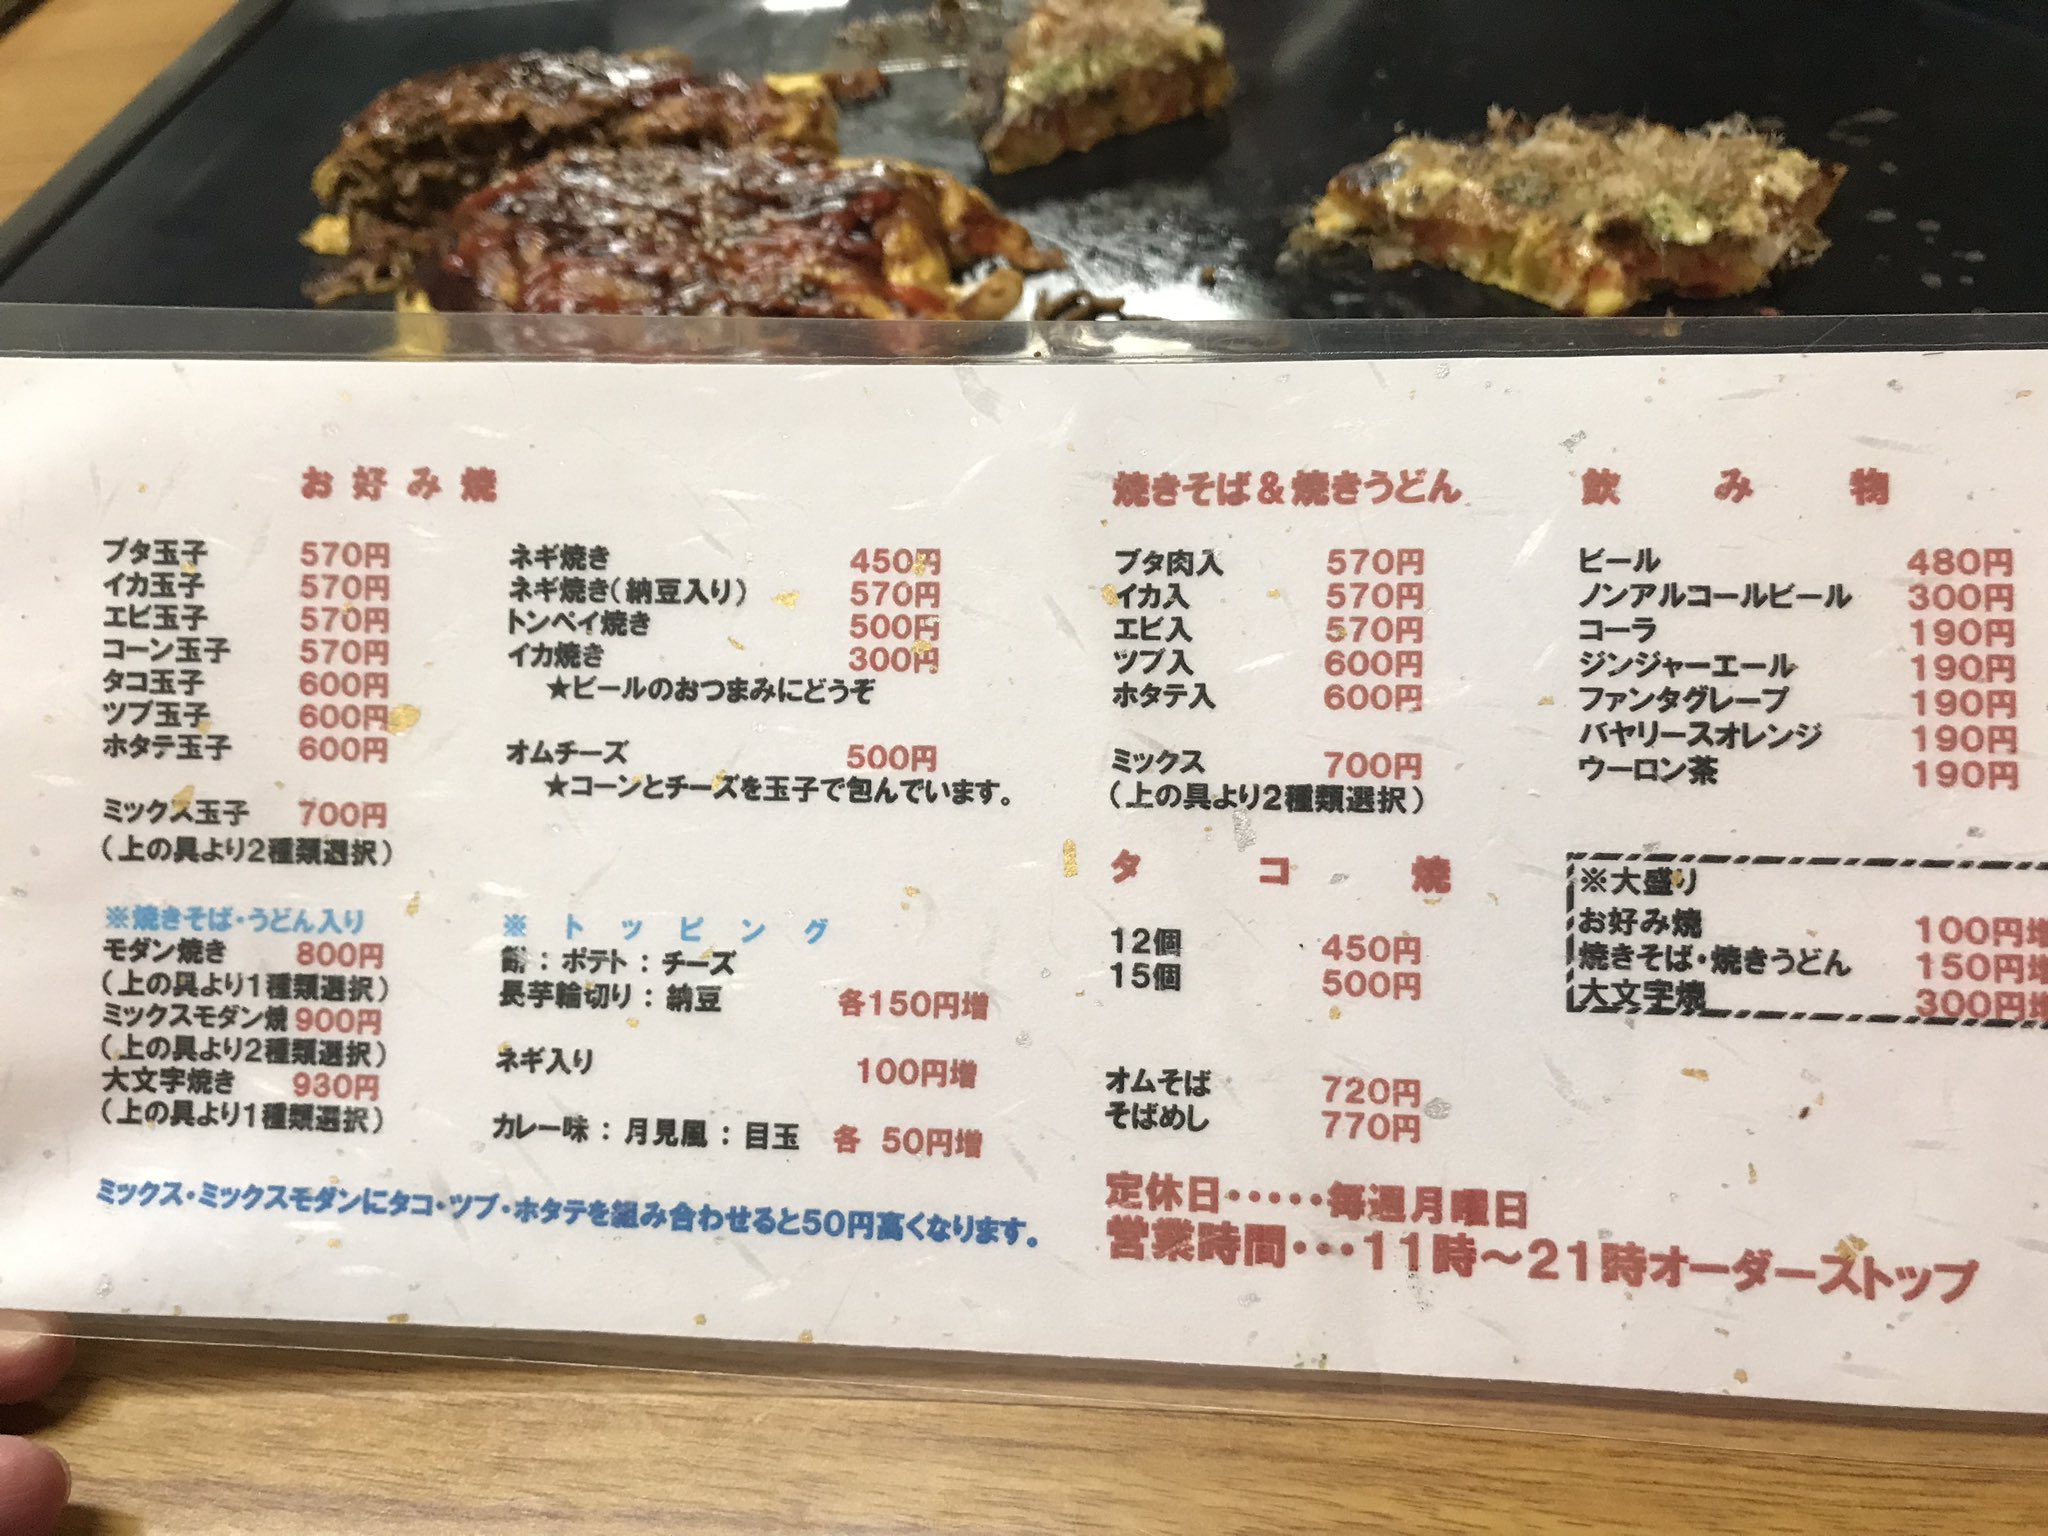 お好み焼
ブタ玉子 570円
イカ玉子 570円
エビ玉子 570円
コーン玉子 570円
タコ玉子 600円
ツブ玉子 600円
ホタテ玉子 600円
ミックス玉子 700円
(上の具より2種類選択)
※焼きそば・うどん入り
モダン焼き 800円
(上の具より1種類選択)
ミックスモダン焼 900円
(上の具より2種類選択)
大文字焼き 930円
(上の具より1種類選択)
ネギ焼き 450円
ネギ焼き(納豆入り) 570円
トンペイ焼き 500円
イカ焼き 300円
★ビールのおつまみにどうぞ
オムチーズ 500円
★コーンとチーズを玉子で包んでいます。
※トッピング
餅:ポテト:チーズ
長芋輪切り:納豆 各150円増
ネギ入り 100円増
カレー味:月見風:目玉 各 50円増
ミックス・ミックスモダンにタコ・ツブ・ホタテを組み合わせると50円高くなります。
焼きそば&焼きうどん
ブタ肉入 570円
イカ入 570円
エビ入 570円
ツブ入 600円
ホタテ入 600円
ミックス 700円
(上の具より2種類選択)
タコ焼
12個 450円
15個 500円
オムそば 720円
そばめし 770円
飲み物
ビール 480円
ノンアルコールビール 300円
コーラ 190円
ジンジャーエール 190円
ファンタグレープ 190円
バヤリースオレンジ 190円
ウーロン茶 190円
※大盛り
お好み焼 100円増
焼きそば・焼きうどん 150円増
大文字焼 300円増
定休日・・・・・毎週月曜日
営業時間・・・11時～21時オーダーストップ